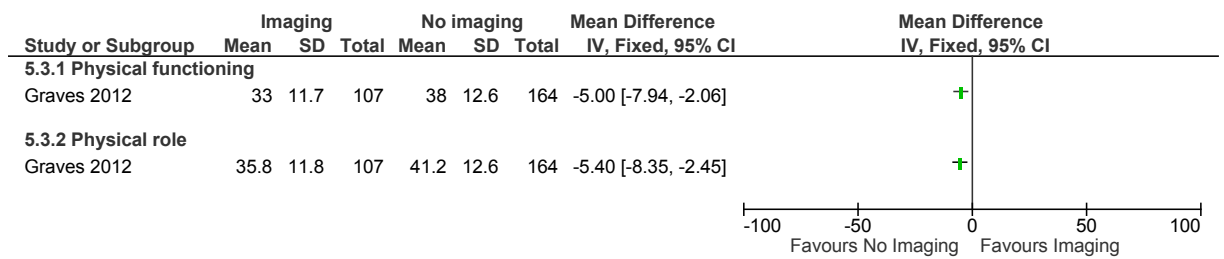 Imaging No imaging Mean Difference Mean Difference
Study or Subgroup Mean SD Total Mean SD Total IV, Fixed, 95% CI IV, Fixed, 95% CI
5.3.1 Physical functioning
Graves 2012 33 11.7 107 38 12.6 164 -5.00 [-7.94, -2.06]
5.3.2 Physical role
Graves 2012 35.8 11.8 107 41.2 12.6 164 -5.40 [-8.35, -2.45]
-100 -50 0 50 100
Favours No Imaging Favours Imaging